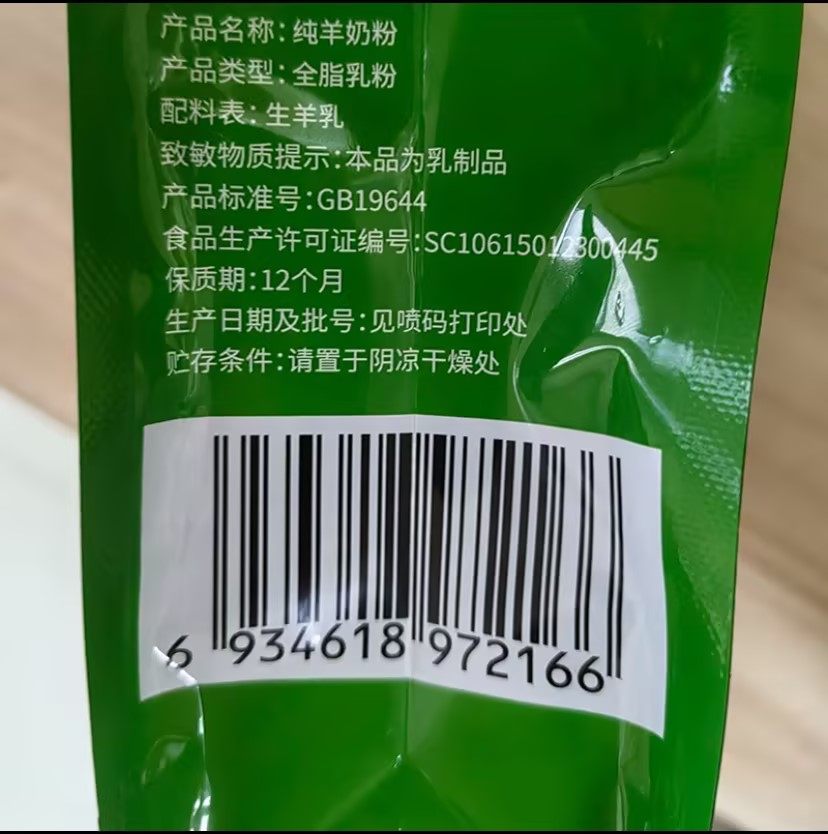 产品名称：纯羊奶粉
产品类型：全脂乳粉
配料表：生羊乳
致敏物质提示：本品为乳制品
产品标准号：GB19644
食品生产许可证编号：SC10615012300445
保质期：12个月
生产日期及批号：见喷码打印处
贮存条件：请置于阴凉干燥处
6 934618 972166